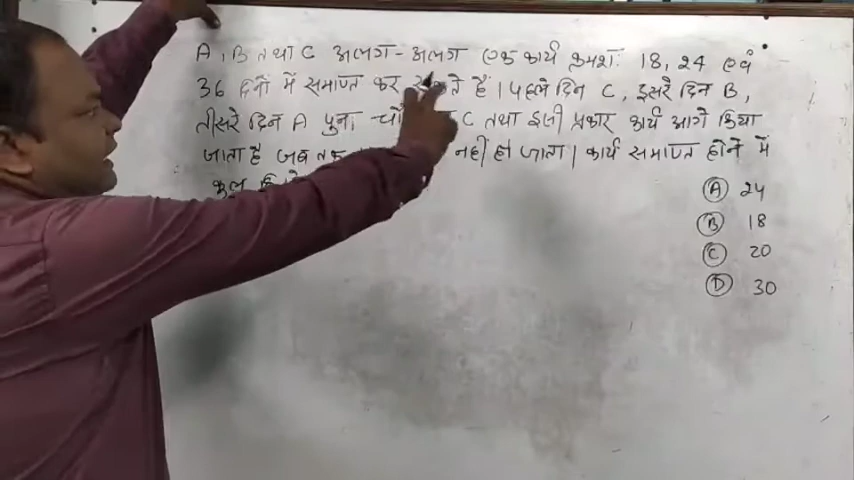 A, B तथा C अलग-अलग एक कार्य क्रमशः 18, 24 एवं
36 दिनों में समाप्त कर सकते हैं। पहले दिन C, दूसरे दिन B,
तीसरे दिन A पुनः C तथा इसी प्रकार कार्य आगे किया
जाता है जब तक नहीं हो जाता। कार्य समाप्त होने में
कुल
(A) 24
(B) 18
(C) 20
(D) 30